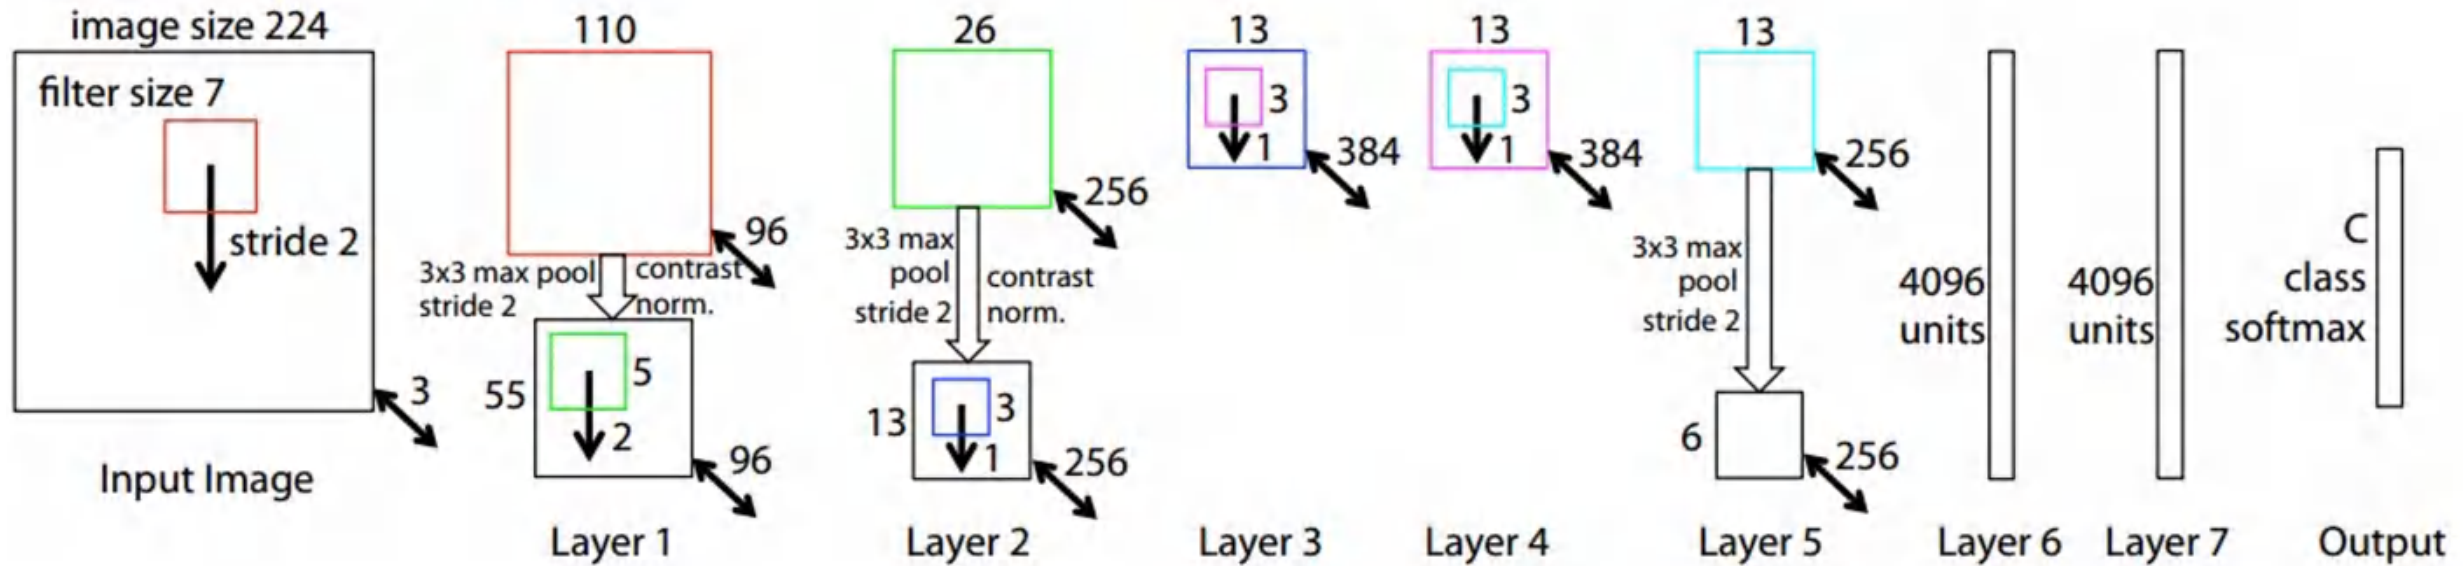 image size 224
filter size 7
stride 2
3
Input Image
110
96
3x3 max pool
stride 2
contrast
norm.
55
5
2
96
Layer 1
26
256
3x3 max
pool
stride 2
contrast
norm.
13
3
1
256
Layer 2
13
3
1
384
Layer 3
13
3
1
384
Layer 4
13
256
3x3 max
pool
stride 2
6
256
Layer 5
4096
units
Layer 6
4096
units
Layer 7
C
class
softmax
Output